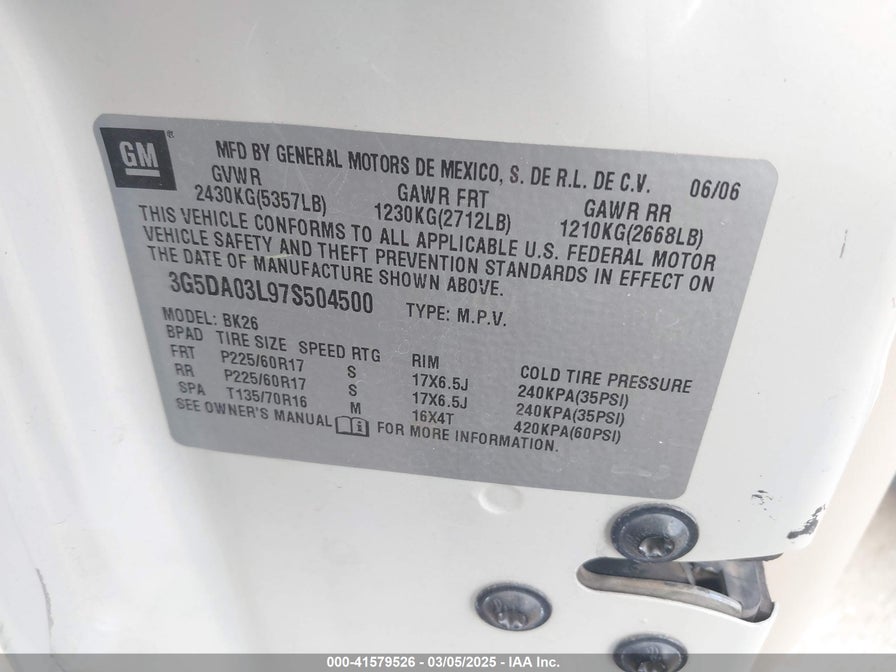 GM
MFD BY GENERAL MOTORS DE MEXICO, S. DE R.L. DE C.V. 06/06
GVWR GAWR FRT GAWR RR
2430KG(5357LB) 1230KG(2712LB) 1210KG(2668LB)
THIS VEHICLE CONFORMS TO ALL APPLICABLE U.S. FEDERAL MOTOR
VEHICLE SAFETY AND THEFT PREVENTION STANDARDS IN EFFECT ON
THE DATE OF MANUFACTURE SHOWN ABOVE.
3G5DA03L97S504500 TYPE: M.P.V.
MODEL: BK26
BPAD TIRE SIZE SPEED RTG RIM COLD TIRE PRESSURE
FRT P225/60R17 S 17X6.5J 240KPA(35PSI)
RR P225/60R17 S 17X6.5J 240KPA(35PSI)
SPA T135/70R16 M 16X4T 420KPA(60PSI)
SEE OWNER'S MANUAL FOR MORE INFORMATION.
000-41579526 - 03/05/2025 - IAA Inc.